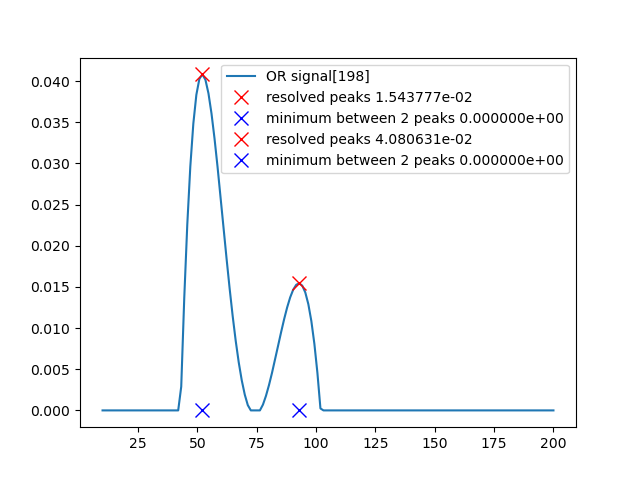 OR signal[198]
resolved peaks 1.543777e-02
minimum between 2 peaks 0.000000e+00
resolved peaks 4.080631e-02
minimum between 2 peaks 0.000000e+00
0.040
0.035
0.030
0.025
0.020
0.015
0.010
0.005
0.000
25 50 75 100 125 150 175 200